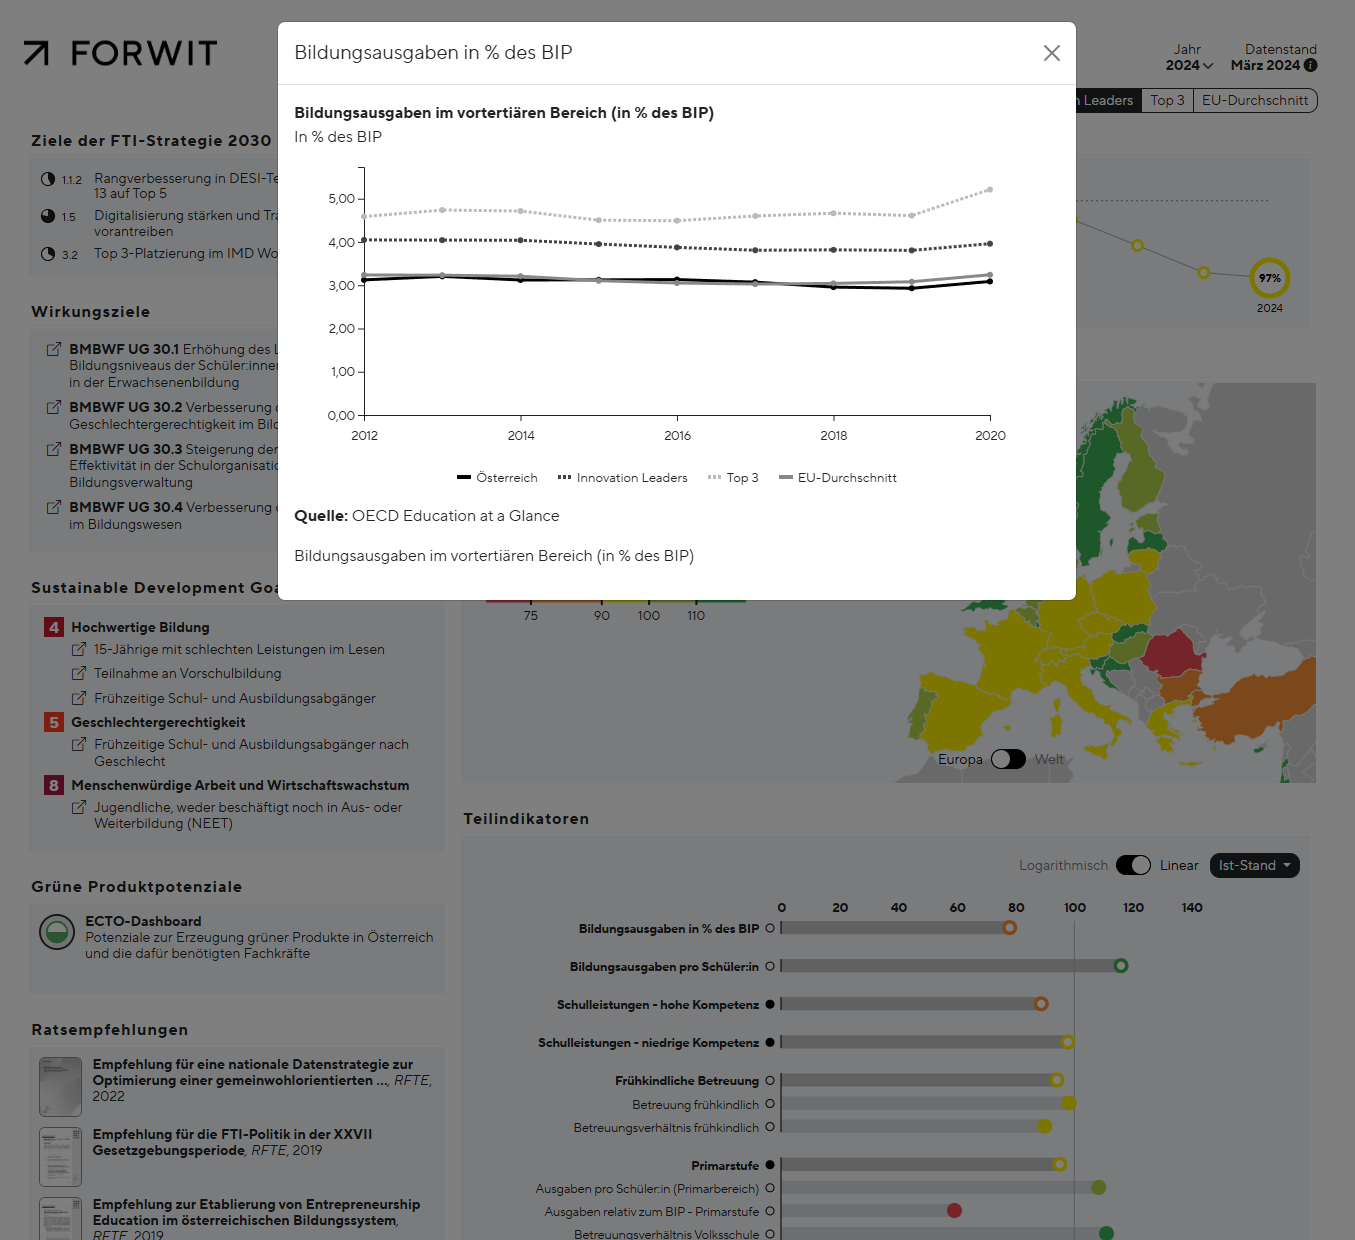 FORWIT
Jahr
2024
Datenstand
März 2024
Leaders
Top 3
EU-Durchschnitt
Bildungsausgaben in % des BIP
Bildungsausgaben im vortertiären Bereich (in % des BIP)
In % des BIP
5,00
4,00
3,00
2,00
1,00
0,00
2012
2014
2016
2018
2020
Österreich
Innovation Leaders
Top 3
EU-Durchschnitt
Quelle: OECD Education at a Glance
Bildungsausgaben im vortertiären Bereich (in % des BIP)
Ziele der FTI-Strategie 2030
1.1.2 Rangverbesserung in DESI-Te
13 auf Top 5
1.5 Digitalisierung stärken und Tra
vorantreiben
3.2 Top 3-Platzierung im IMD Wo
97%
2024
Wirkungsziele
BMBWF UG 30.1 Erhöhung des L
Bildungsniveaus der Schüler:inner
in der Erwachsenenbildung
BMBWF UG 30.2 Verbesserung
Geschlechtergerechtigkeit im Bild
BMBWF UG 30.3 Steigerung der
Effektivität in der Schulorganisatio
Bildungsverwaltung
BMBWF UG 30.4 Verbesserung
im Bildungswesen
Sustainable Development Goa
4 Hochwertige Bildung
15-Jährige mit schlechten Leistungen im Lesen
Teilnahme an Vorschulbildung
Frühzeitige Schul- und Ausbildungsabgänger
5 Geschlechtergerechtigkeit
Frühzeitige Schul- und Ausbildungsabgänger nach
Geschlecht
8 Menschenwürdige Arbeit und Wirtschaftswachstum
Jugendliche, weder beschäftigt noch in Aus- oder
Weiterbildung (NEET)
75
90
100
110
Europa
Welt
Grüne Produktpotenziale
ECTO-Dashboard
Potenziale zur Erzeugung grüner Produkte in Österreich
und die dafür benötigten Fachkräfte
Ratsempfehlungen
Empfehlung für eine nationale Datenstrategie zur
Optimierung einer gemeinwohlorientierten ..., RFTE,
2022
Empfehlung für die FTI-Politik in der XXVII
Gesetzgebungsperiode, RFTE, 2019
Empfehlung zur Etablierung von Entrepreneurship
Education im österreichischen Bildungssystem,
RFTE, 2019
Teilindikatoren
Logarithmisch
Linear
Ist-Stand
0
20
40
60
80
100
120
140
Bildungsausgaben in % des BIP
Bildungsausgaben pro Schüler:in
Schulleistungen - hohe Kompetenz
Schulleistungen - niedrige Kompetenz
Frühkindliche Betreuung
Betreuung frühkindlich
Betreuungsverhältnis frühkindlich
Primarstufe
Ausgaben pro Schüler:in (Primarbereich)
Ausgaben relativ zum BIP - Primarstufe
Betreuungsverhältnis Volksschule